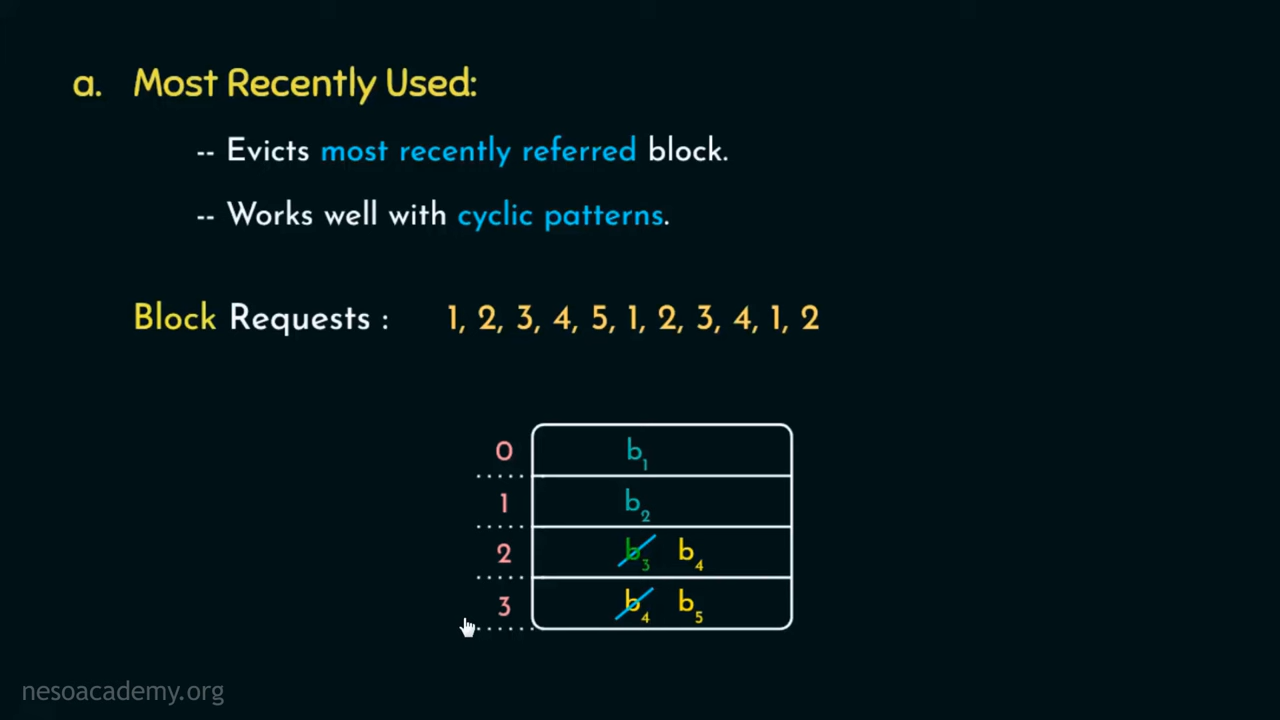 a. Most Recently Used:
-- Evicts most recently referred block.
-- Works well with cyclic patterns.
Block Requests : 1, 2, 3, 4, 5, 1, 2, 3, 4, 1, 2
0 b1
1 b2
2 b3 b4
3 b4 b5
nesoacademy.org